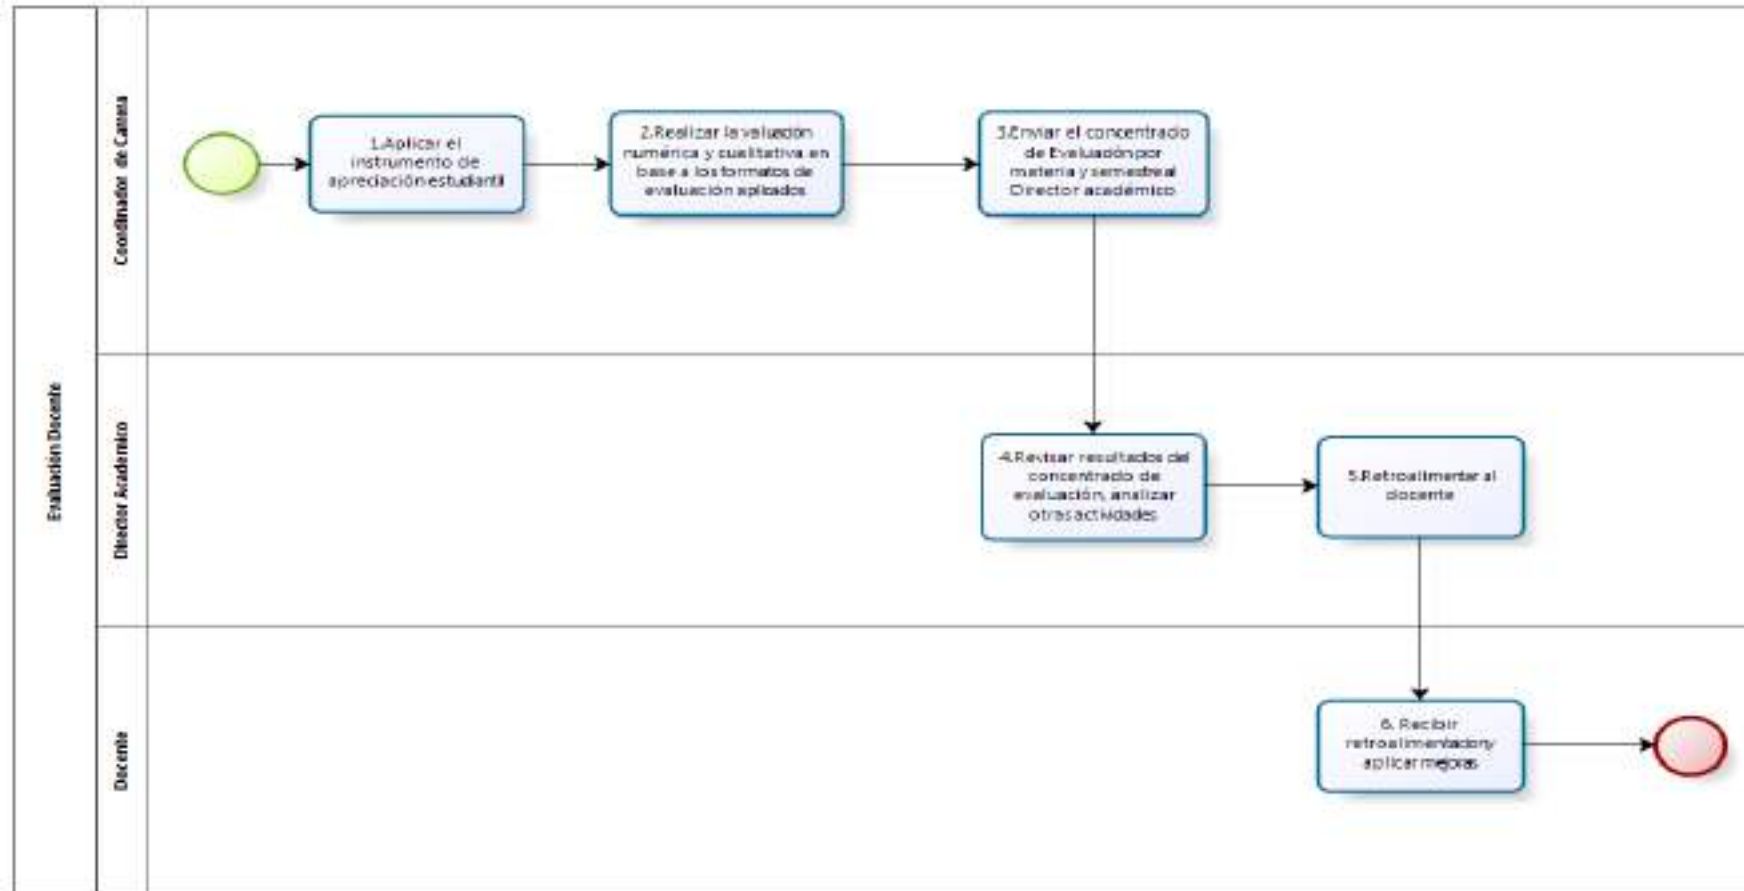 Evaluación Docente
Coordinador de Carrera
1.Aplicar el
instrumento de
apreciación estudiantil
2.Realizar la valuación
numérica y cualitativa en
base a los formatos de
evaluación aplicados
3.Enviar el concentrado
de Evaluación por
materia y semestre al
Director académico
Director Academico
4.Revisar resultados del
concentrado de
evaluación, analizar
otras actividades
5.Retroalimentar al
docente
Docente
6. Recibir
retroalimentacion y
aplicar mejoras